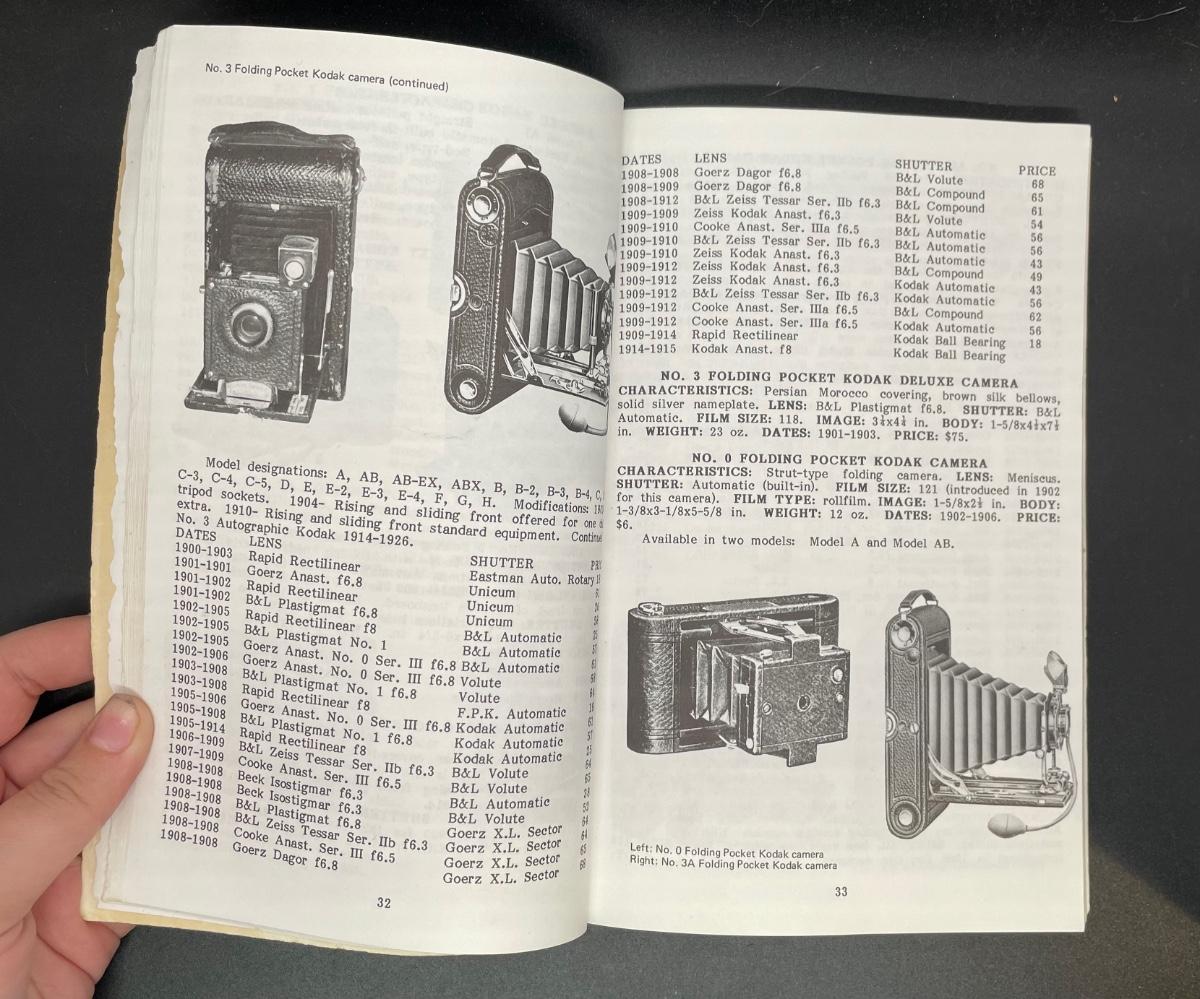 No. 3 Folding Pocket Kodak camera (continued)
Model designations: A, AB, AB-EX, ABX, B, B-2, B-3, B-4, C,
C-3, C-4, C-5, D, E, E-2, E-3, E-4, F, G, H. Modifications:
tripod sockets. 1904- Rising and sliding front offered for one
extra. 1910- Rising and sliding front standard equipment.
No. 3 Autographic Kodak 1914-1926.
DATES LENS SHUTTER
1900-1903 Rapid Rectilinear Eastman Auto. Rotary
1901-1901 Goerz Anast. f6.8 Unicum
1901-1902 Rapid Rectilinear Unicum
1901-1902 B&L Plastigmat f6.8 Unicum
1902-1905 Rapid Rectilinear f8 B&L Automatic
1902-1905 B&L Plastigmat No. 1 B&L Automatic
1902-1905 Goerz Anast. No. 0 Ser. III f6.8 B&L Automatic
1902-1906 Goerz Anast. No. 0 Ser. III f6.8 Volute
1903-1908 B&L Plastigmat No. 1 f6.8 Volute
1903-1908 Rapid Rectilinear f8 F.P.K. Automatic
1905-1906 Goerz Anast. No. 0 Ser. III f6.8 Kodak Automatic
1905-1908 B&L Plastigmat No. 1 f6.8 Kodak Automatic
1905-1914 Rapid Rectilinear f8 Kodak Automatic
1906-1909 B&L Zeiss Tessar Ser. IIb f6.3 B&L Volute
1907-1909 Cooke Anast. Ser. III f6.5 B&L Volute
1908-1908 Beck Isostigmar f6.3 B&L Automatic
1908-1908 Beck Isostigmar f6.3 B&L Volute
1908-1908 B&L Plastigmat f6.8 Goerz X.L. Sector
1908-1908 B&L Zeiss Tessar Ser. IIb f6.3 Goerz X.L. Sector
1908-1908 Cooke Anast. Ser. III f6.5 Goerz X.L. Sector
1908-1908 Goerz Dagor f6.8 Goerz X.L. Sector
32
DATES LENS SHUTTER PRICE
1908-1908 Goerz Dagor f6.8 B&L Volute 68
1908-1909 Goerz Dagor f6.8 B&L Compound 65
1908-1912 B&L Zeiss Tessar Ser. IIb f6.3 B&L Compound 61
1909-1909 Zeiss Kodak Anast. f6.3 B&L Volute 54
1909-1910 Cooke Anast. Ser. IIIa f6.5 B&L Automatic 56
1909-1910 B&L Zeiss Tessar Ser. IIb f6.3 B&L Automatic 56
1909-1910 Zeiss Kodak Anast. f6.3 B&L Automatic 43
1909-1912 Zeiss Kodak Anast. f6.3 B&L Compound 49
1909-1912 Zeiss Kodak Anast. f6.3 Kodak Automatic 43
1909-1912 B&L Zeiss Tessar Ser. IIb f6.3 Kodak Automatic 56
1909-1912 Cooke Anast. Ser. IIIa f6.5 B&L Compound 62
1909-1912 Cooke Anast. Ser. IIIa f6.5 Kodak Automatic 56
1909-1914 Rapid Rectilinear Kodak Ball Bearing 18
1914-1915 Kodak Anast. f8 Kodak Ball Bearing
NO. 3 FOLDING POCKET KODAK DELUXE CAMERA
CHARACTERISTICS: Persian Morocco covering, brown silk bellows,
solid silver nameplate. LENS: B&L Plastigmat f6.8. SHUTTER: B&L
Automatic. FILM SIZE: 118. IMAGE: 3¼x4¼ in. BODY: 1-5/8x4½x7½
in. WEIGHT: 23 oz. DATES: 1901-1903. PRICE: $75.
NO. 0 FOLDING POCKET KODAK CAMERA
CHARACTERISTICS: Strut-type folding camera. LENS: Meniscus.
SHUTTER: Automatic (built-in). FILM SIZE: 121 (introduced in 1902
for this camera). FILM TYPE: rollfilm. IMAGE: 1-5/8x2½ in. BODY:
1-3/8x3-1/8x5-5/8 in. WEIGHT: 12 oz. DATES: 1902-1906. PRICE:
$6.
Available in two models: Model A and Model AB.
Left: No. 0 Folding Pocket Kodak camera
Right: No. 3A Folding Pocket Kodak camera
33